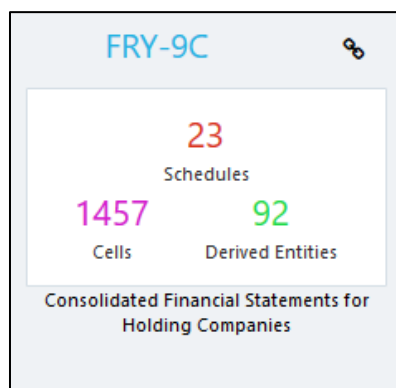 FRY-9C
23
Schedules
1457 92
Cells Derived Entities
Consolidated Financial Statements for
Holding Companies